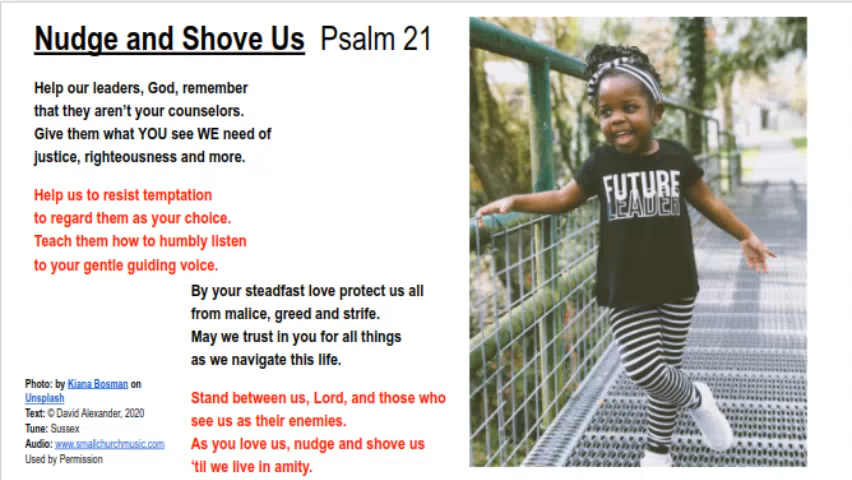 Nudge and Shove Us Psalm 21
Help our leaders, God, remember
that they aren't your counselors.
Give them what YOU see WE need of
justice, righteousness and more.
Help us to resist temptation
to regard them as your choice.
Teach them how to humbly listen
to your gentle guiding voice.
By your steadfast love protect us all
from malice, greed and strife.
May we trust in you for all things
as we navigate this life.
Stand between us, Lord, and those who
see us as their enemies.
As you love us, nudge and shove us
'til we live in amity.
Photo: by Kiana Bosman on
Unsplash
Text: © David Alexander, 2020
Tune: Sussex
Audio: www.smallchurchmusic.com
Used by Permission
FUTURE
LEADER